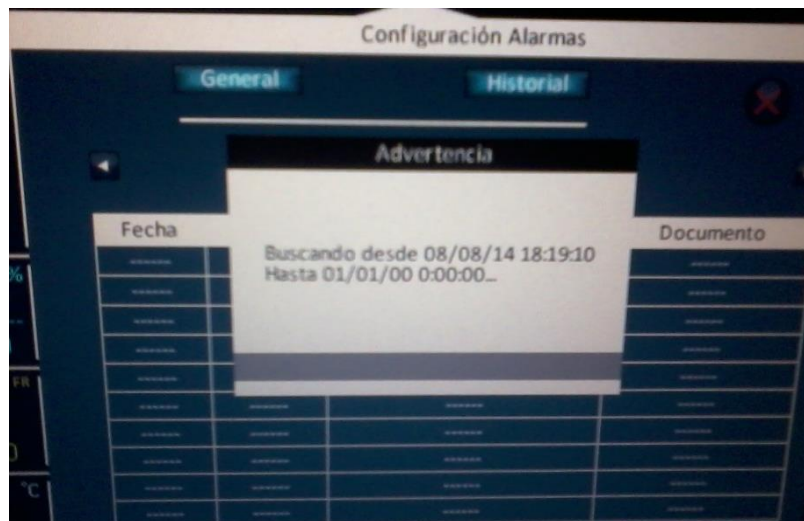 Configuración Alarmas
General Historial
Advertencia
Fecha Documento
Buscando desde 08/08/14 18:19:10
Hasta 01/01/00 0:00:00...
%
FR
°C
------ ------
------ ------
------ ------
------ ------
------ ------
------ ------ ------ ------
------ ------ ------ ------
------ ------ ------ ------
------ ------ ------ ------
------ ------ ------ ------